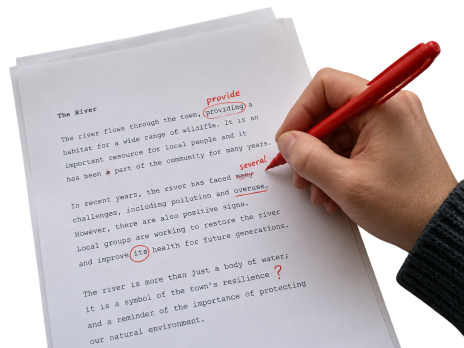 The River
provide
The river flows through the town, providing a
habitat for a wide range of wildlife. It is an
important resource for local people and it
has been a part of the community for many years.
several
In recent years, the river has faced many
challenges, including pollution and overuse.
However, there are also positive signs.
Local groups are working to restore the river
and improve its health for future generations.
The river is more than just a body of water;
it is a symbol of the town's resilience ?
and a reminder of the importance of protecting
our natural environment.